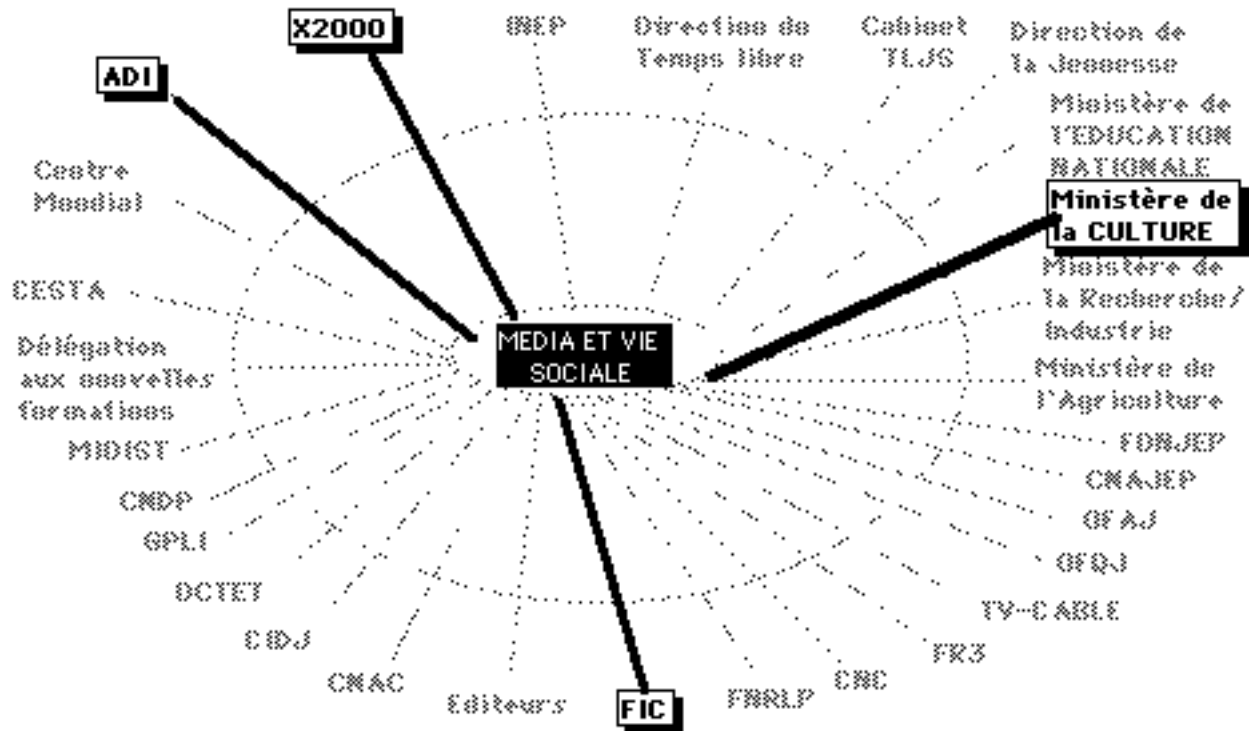 X2000
INEP
Direction du
Temps libre
Cabinet
TLJS
Direction de
la Jeunesse
ADI
Ministère de
l'EDUCATION
NATIONALE
Centre
Mondial
Ministère de
la CULTURE
CESTA
Ministère de
la Recherche/
Industrie
MEDIA ET VIE
SOCIALE
Délégation
aux nouvelles
formations
Ministère de
l'Agriculture
MIDIST
FONJEP
CNAJEP
CNDP
OFAJ
GPLI
OFQJ
DCTET
TV-CABLE
CIDJ
FR3
CNAC
CNC
Editeurs
FNRLP
FIC